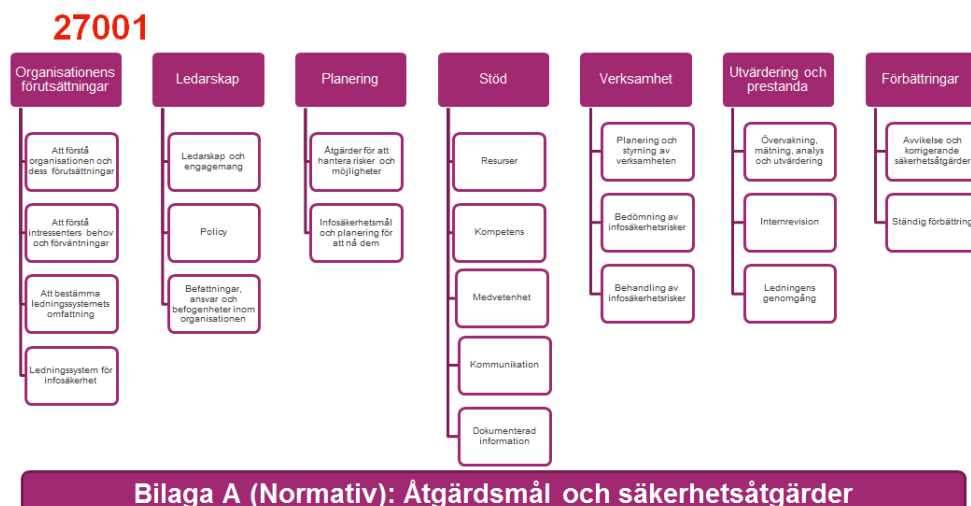 27001
Organisationens
förutsättningar
Att förstå
organisationen och
dess förutsättningar
Att förstå
intressenters behov
och förväntningar
Att bestämma
ledningssystemets
omfattning
Ledningssystem för
infosäkerhet
Ledarskap
Ledarskap och
engagemang
Policy
Befattningar,
ansvar och
befogenheter inom
organisationen
Planering
Åtgärder för att
hantera risker och
möjligheter
Infosäkerhetsmål
och planering för
att nå dem
Stöd
Resurser
Kompetens
Medvetenhet
Kommunikation
Dokumenterad
information
Verksamhet
Planering och
styrning av
verksamheten
Bedömning av
infosäkerhetsrisker
Behandling av
infosäkerhetsrisker
Utvärdering och
prestanda
Övervakning,
mätning, analys
och utvärdering
Internrevision
Ledningens
genomgång
Förbättringar
Avvikelse och
korrigerande
säkerhetsåtgärder
Ständig förbättring
Bilaga A (Normativ): Åtgärdsmål och säkerhetsåtgärder